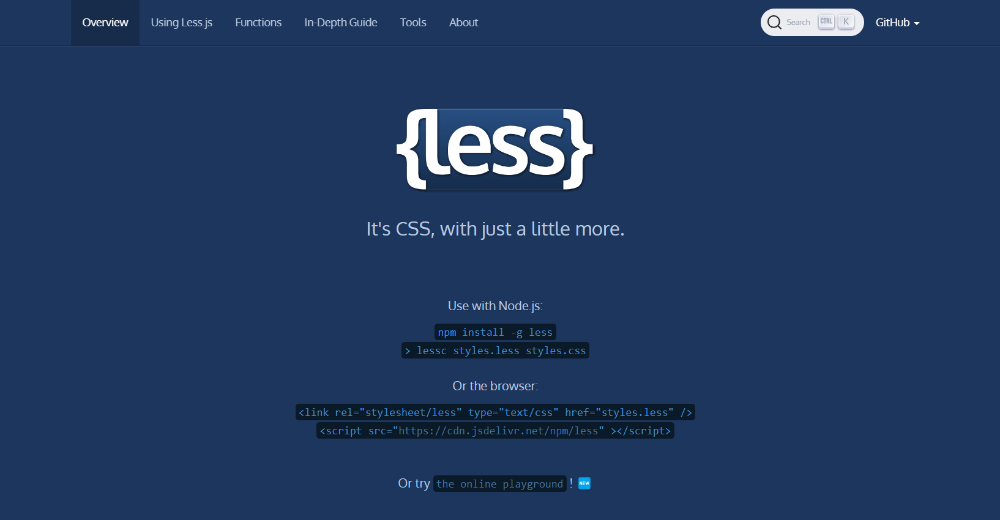 Overview Using Less.js Functions In-Depth Guide Tools About Search CTRL K GitHub
{less}
It's CSS, with just a little more.
Use with Node.js:
npm install -g less
> lessc styles.less styles.css
Or the browser:
<link rel="stylesheet/less" type="text/css" href="styles.less" />
<script src="https://cdn.jsdelivr.net/npm/less" ></script>
Or try the online playground ! NEW